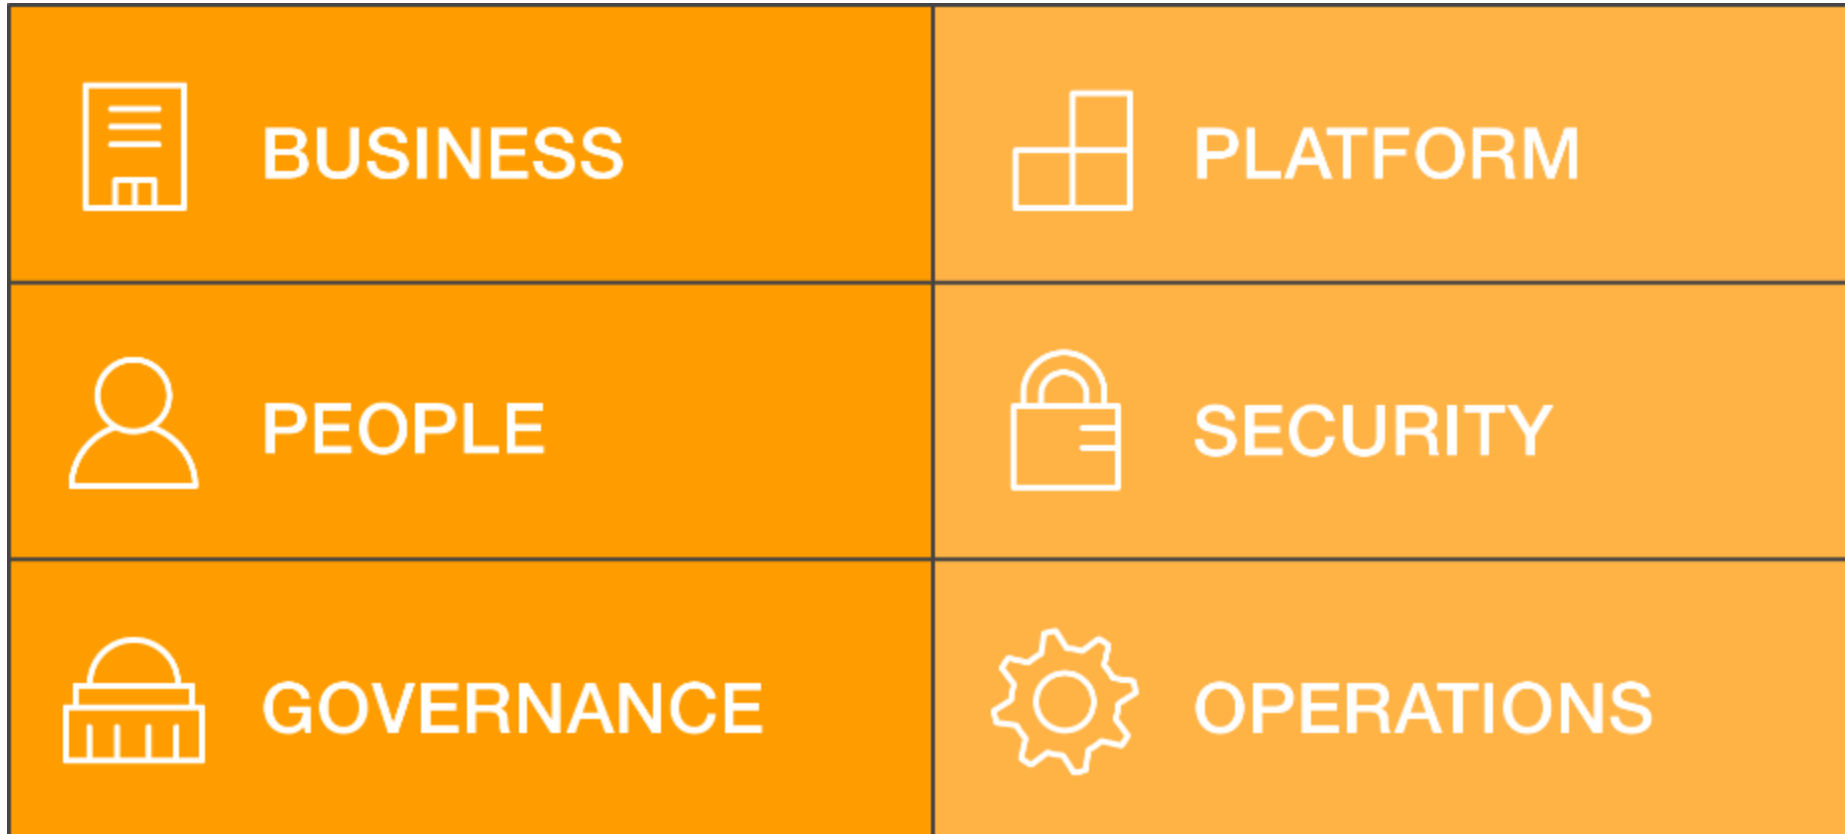 BUSINESS
PLATFORM
PEOPLE
SECURITY
GOVERNANCE
OPERATIONS